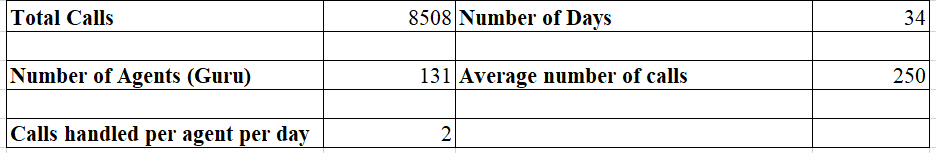 Total Calls 8508 Number of Days 34
Number of Agents (Guru) 131 Average number of calls 250
Calls handled per agent per day 2